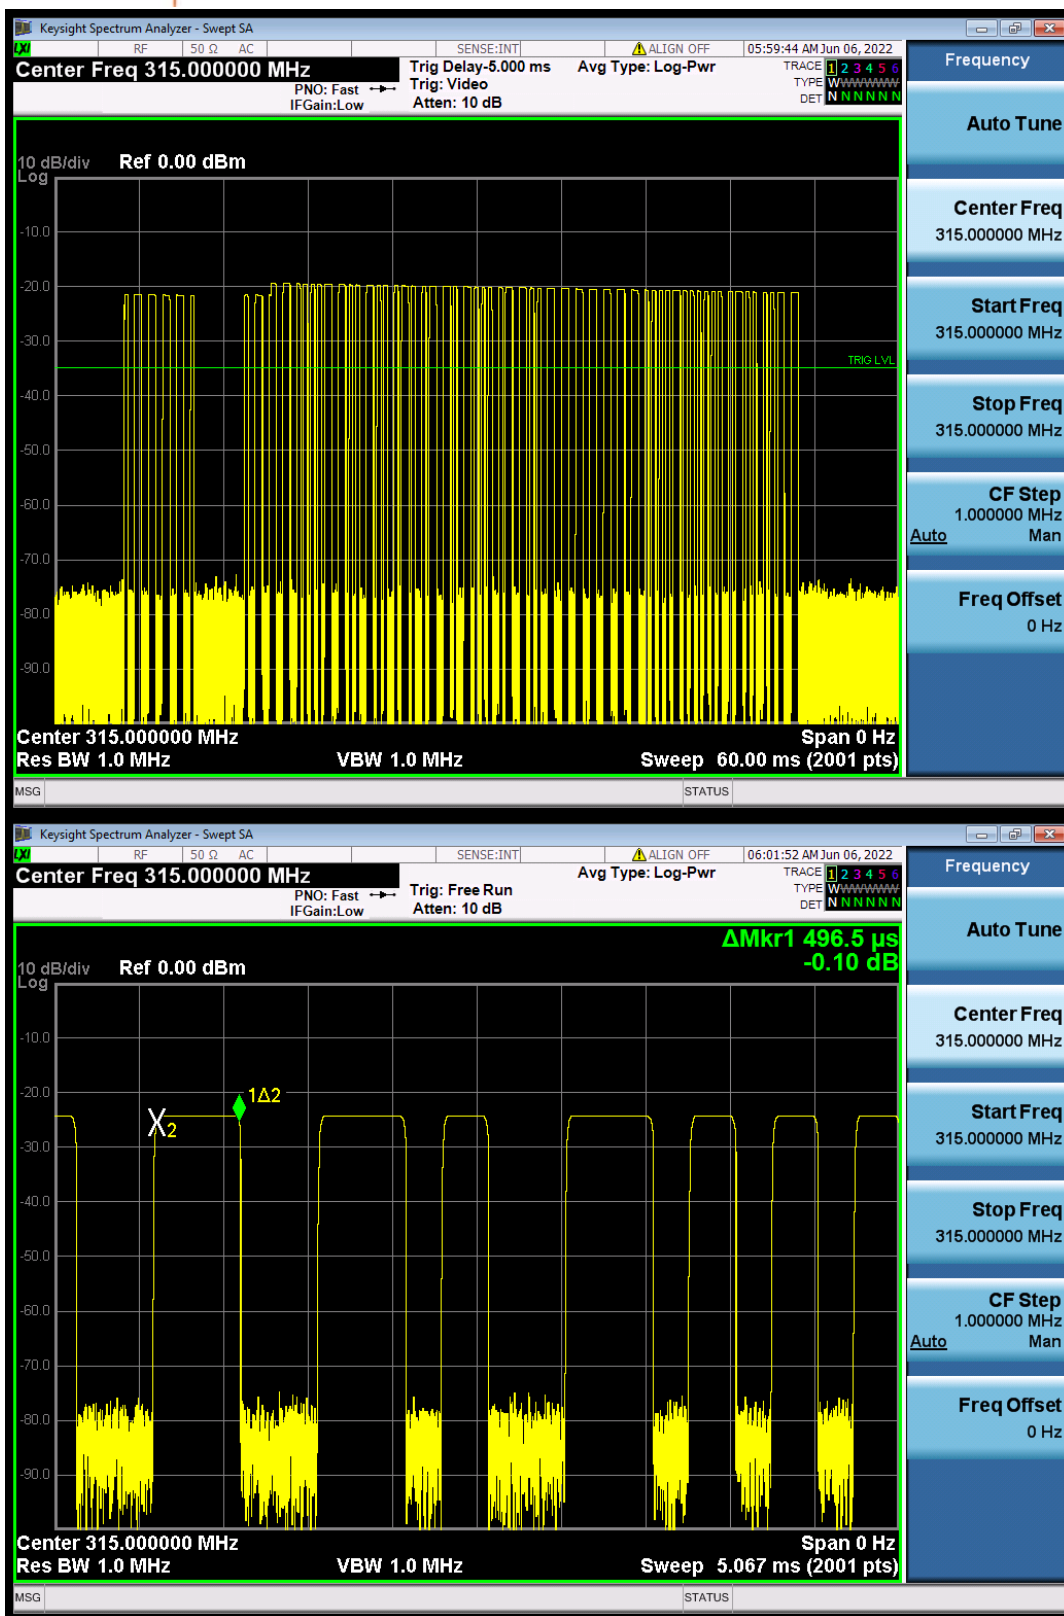 Keysight Spectrum Analyzer - Swept SA
LXI RF 50 Ω AC SENSE:INT ALIGN OFF 05:59:44 AM Jun 06, 2022
Center Freq 315.000000 MHz
PNO: Fast
IFGain:Low
Trig Delay-5.000 ms
Trig: Video
Atten: 10 dB
Avg Type: Log-Pwr
TRACE 1 2 3 4 5 6
TYPE WWWWWW
DET N N N N N N
10 dB/div Ref 0.00 dBm
Log
-10.0
-20.0
-30.0
TRIG LVL
-40.0
-50.0
-60.0
-70.0
-80.0
-90.0
Center 315.000000 MHz Span 0 Hz
Res BW 1.0 MHz VBW 1.0 MHz Sweep 60.00 ms (2001 pts)
MSG STATUS
Frequency
Auto Tune
Center Freq
315.000000 MHz
Start Freq
315.000000 MHz
Stop Freq
315.000000 MHz
CF Step
1.000000 MHz
Auto Man
Freq Offset
0 Hz
Keysight Spectrum Analyzer - Swept SA
LXI RF 50 Ω AC SENSE:INT ALIGN OFF 06:01:52 AM Jun 06, 2022
Center Freq 315.000000 MHz
PNO: Fast
IFGain:Low
Trig: Free Run
Atten: 10 dB
Avg Type: Log-Pwr
TRACE 1 2 3 4 5 6
TYPE WWWWWW
DET N N N N N N
ΔMkr1 496.5 µs
-0.10 dB
10 dB/div Ref 0.00 dBm
Log
-10.0
-20.0
1Δ2
X2
-30.0
-40.0
-50.0
-60.0
-70.0
-80.0
-90.0
Center 315.000000 MHz Span 0 Hz
Res BW 1.0 MHz VBW 1.0 MHz Sweep 5.067 ms (2001 pts)
MSG STATUS
Frequency
Auto Tune
Center Freq
315.000000 MHz
Start Freq
315.000000 MHz
Stop Freq
315.000000 MHz
CF Step
1.000000 MHz
Auto Man
Freq Offset
0 Hz